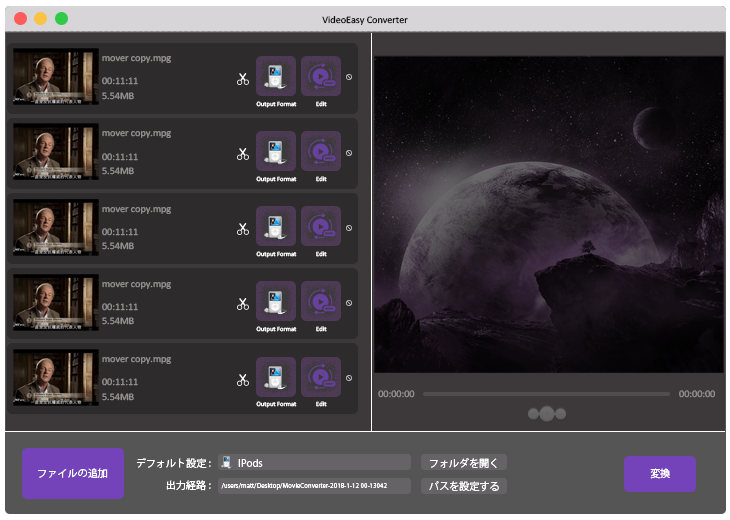 VideoEasy Converter
mover copy.mpg
00:11:11
5.54MB
Output Format
Edit
mover copy.mpg
00:11:11
5.54MB
Output Format
Edit
mover copy.mpg
00:11:11
5.54MB
Output Format
Edit
mover copy.mpg
00:11:11
5.54MB
Output Format
Edit
mover copy.mpg
00:11:11
5.54MB
Output Format
Edit
00:00:00 00:00:00
ファイルの追加
デフォルト設定: IPods フォルダを開く
出力経路: /users/matt/Desktop/MovieConverter-2018-1-12 00-13042 パスを設定する
変換